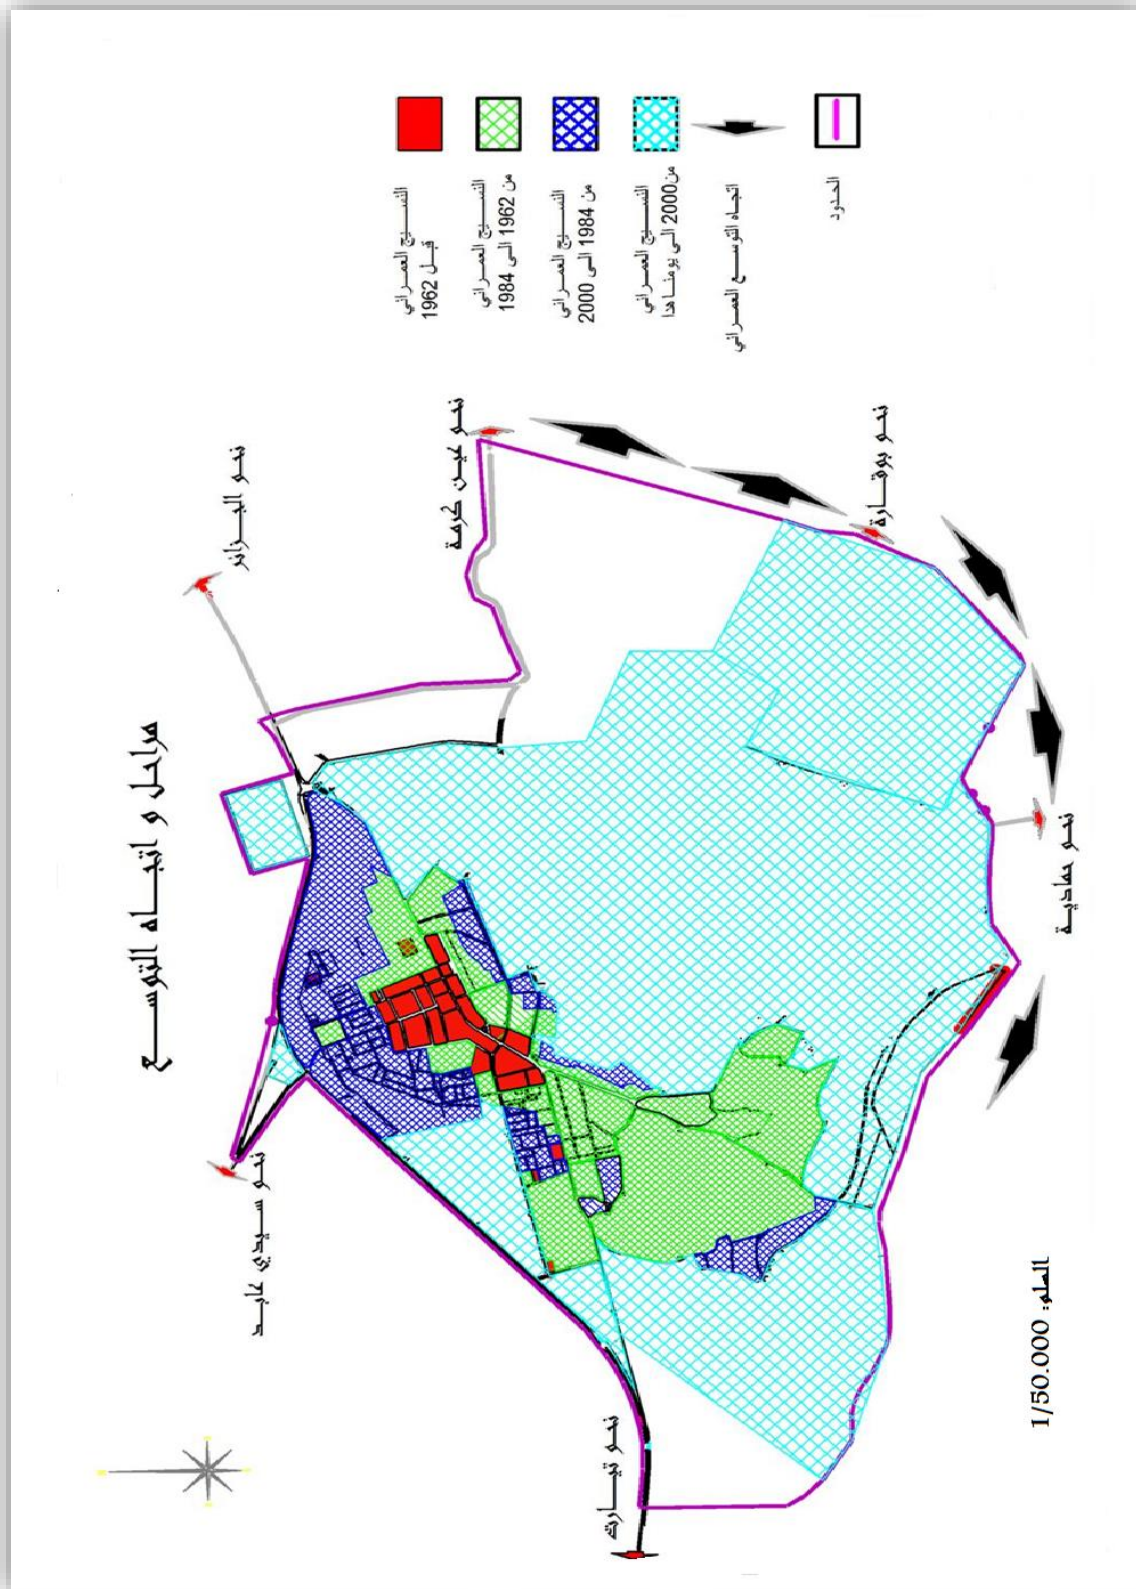 مراحل و اتجاه التوسع
نحو الجزائر
نحو عين كرمة
نحو بوقارة
نحو حمادية
نحو سيدي عابد
نحو تيارت
النسيج العمراني
قبل 1962
النسيج العمراني
من 1962 الى
1984
النسيج العمراني
من 1984 الى
2000
النسيج العمراني
من2000 الى يومنا هدا
اتجاه التوسع العمراني
الحدود
السلم: 1/50.000